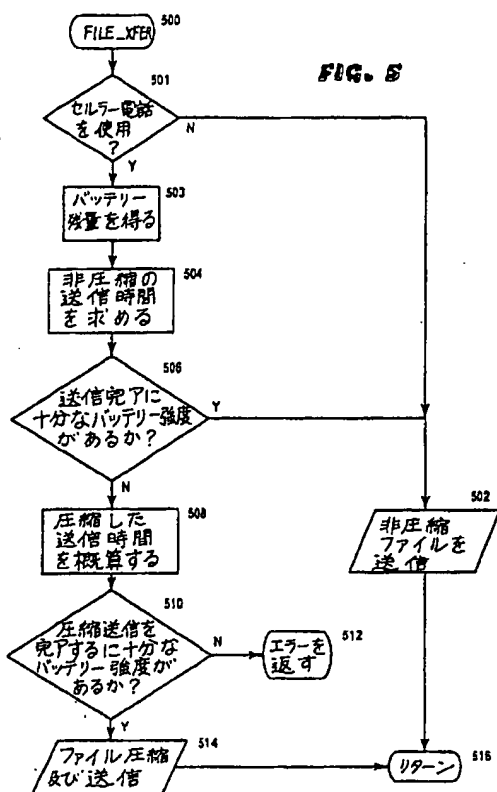 FILE_XFER
500
FIG. 5
501
セルラー電話
を使用
?
N
Y
バッテリー
残量を得る
503
非圧縮の
送信時間
を求める
504
506
送信完了に
十分なバッテリー強度
があるか?
Y
N
圧縮した
送信時間
を概算する
508
502
非圧縮
ファイルを
送信
510
圧縮送信を
完了するに十分な
バッテリー強度が
あるか?
N
512
エラーを
返す
Y
514
ファイル圧縮
及び送信
リターン
516